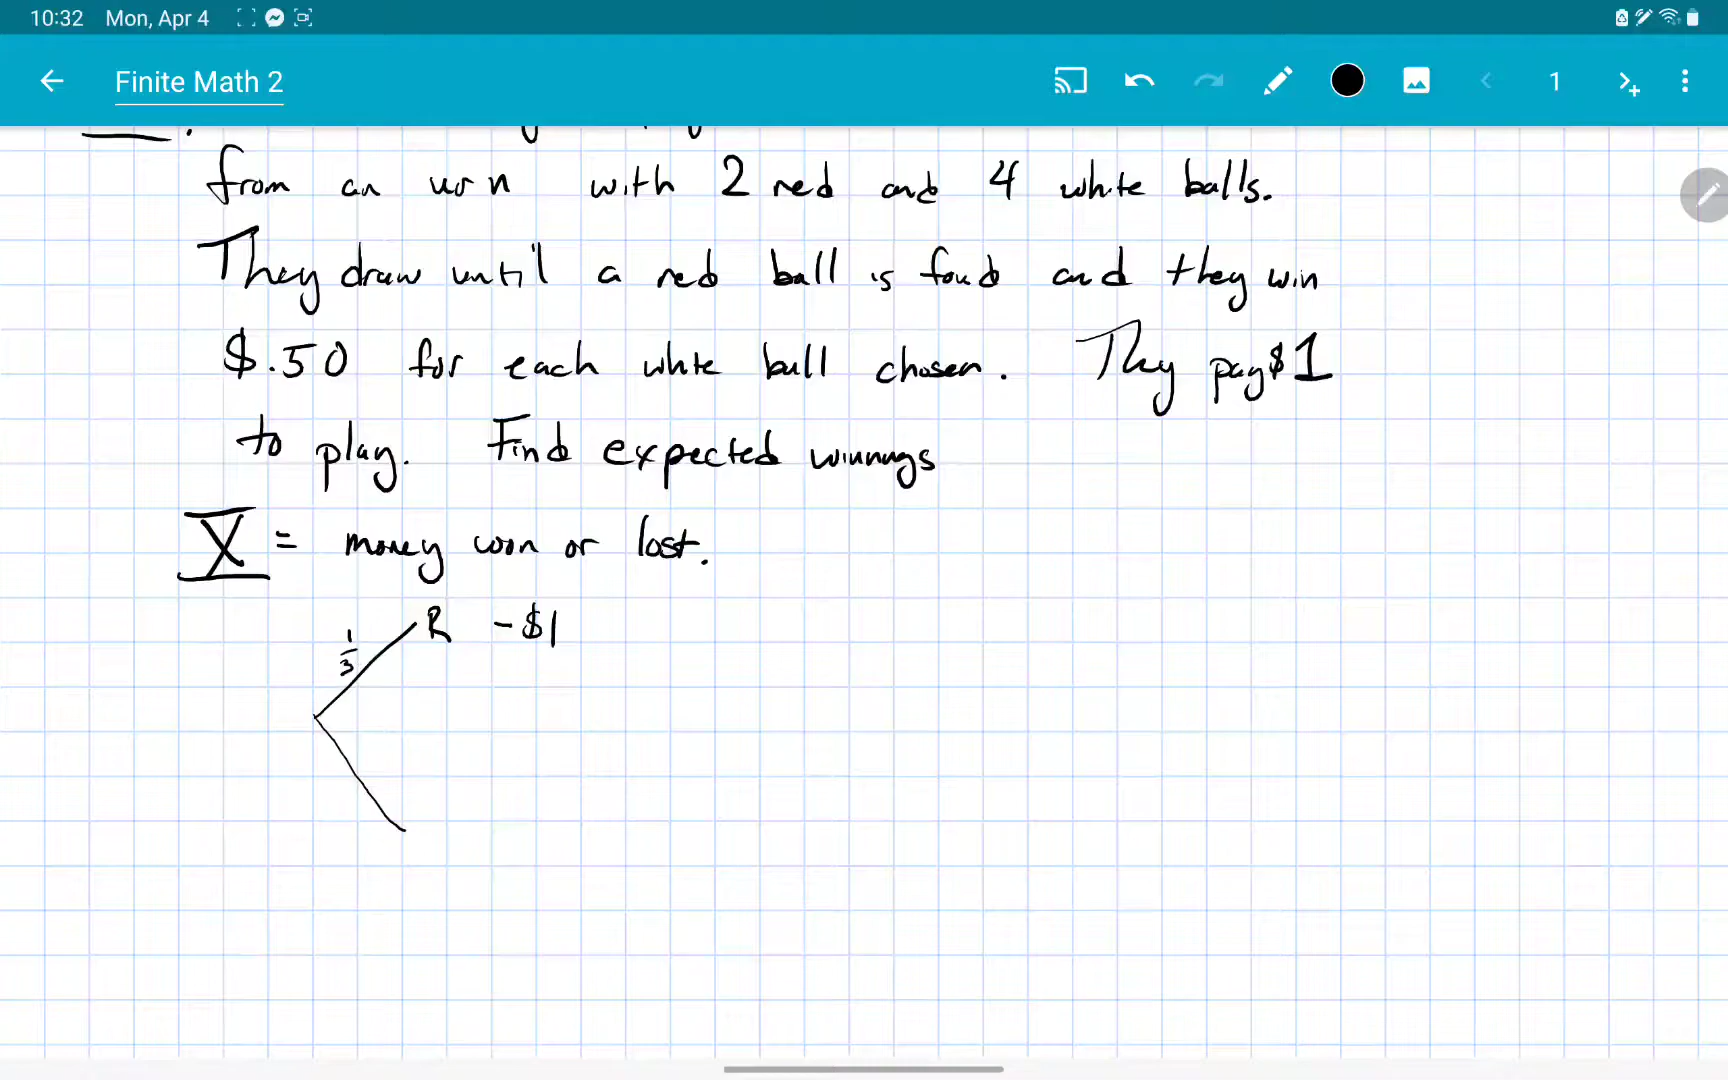 10:32 Mon, Apr 4
Finite Math 2
1
from an urn with 2 red and 4 white balls.
They draw until a red ball is foud and they win
$.50 for each white ball chosen. They pay $1
to play. Find expected winnings
X = money won or lost.
1/3 R -$1